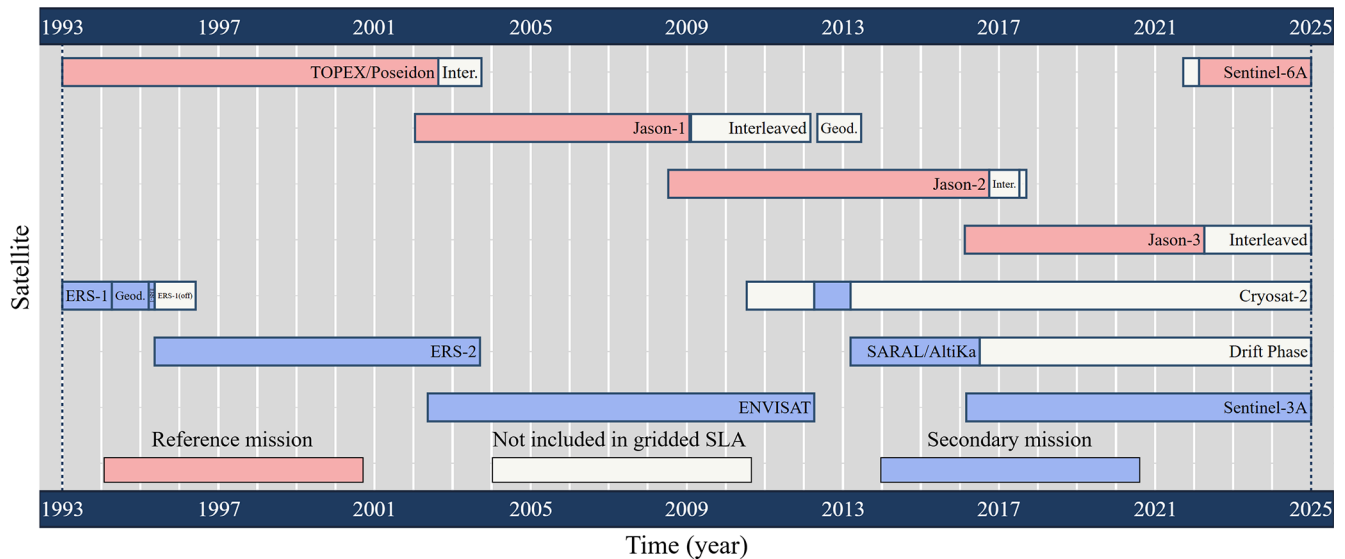 1993 1997 2001 2005 2009 2013 2017 2021 2025
TOPEX/Poseidon Inter. Sentinel-6A
Jason-1 Interleaved Geod.
Jason-2 Inter.
Jason-3 Interleaved
ERS-1 Geod. ERS-1(off) Cryosat-2
ERS-2 SARAL/AltiKa Drift Phase
ENVISAT Sentinel-3A
Reference mission Not included in gridded SLA Secondary mission
1993 1997 2001 2005 2009 2013 2017 2021 2025
Time (year)
Satellite